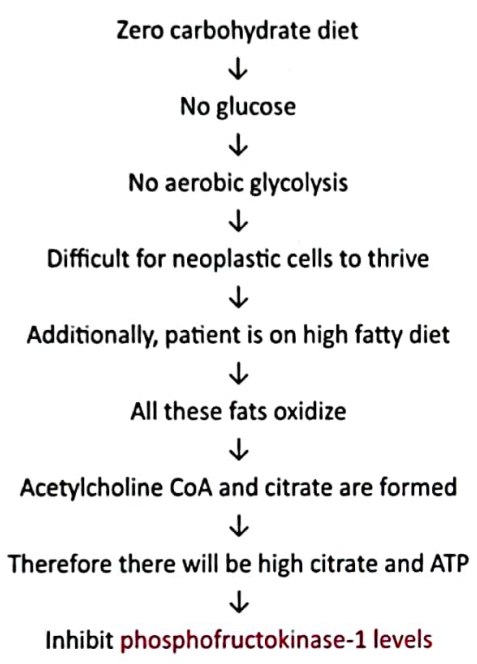 Zero carbohydrate diet
↓
No glucose
↓
No aerobic glycolysis
↓
Difficult for neoplastic cells to thrive
↓
Additionally, patient is on high fatty diet
↓
All these fats oxidize
↓
Acetylcholine CoA and citrate are formed
↓
Therefore there will be high citrate and ATP
↓
Inhibit phosphofructokinase-1 levels